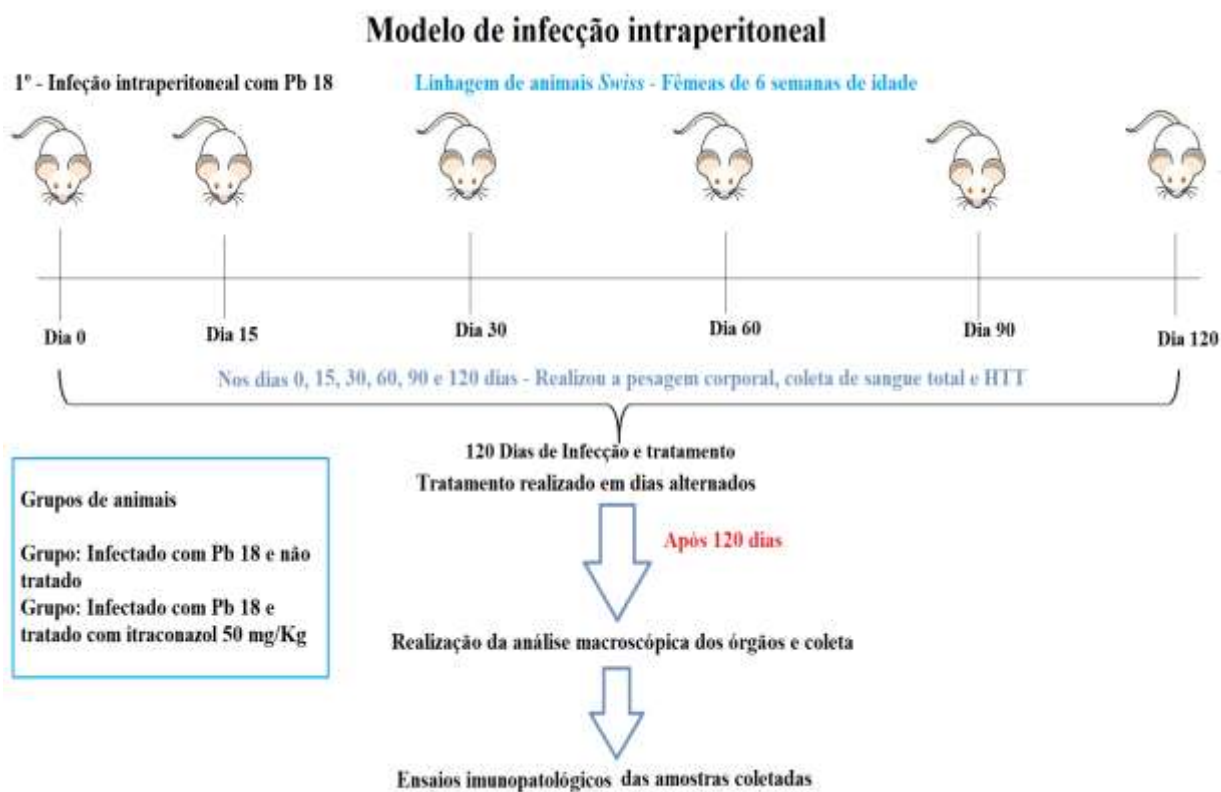 Modelo de infecção intraperitoneal
1º - Infeção intraperitoneal com Pb 18
Linhagem de animais Swiss - Fêmeas de 6 semanas de idade
Dia 0
Dia 15
Dia 30
Dia 60
Dia 90
Dia 120
Nos dias 0, 15, 30, 60, 90 e 120 dias - Realizou a pesagem corporal, coleta de sangue total e HTT
120 Dias de Infecção e tratamento
Tratamento realizado em dias alternados
Grupos de animais
Grupo: Infectado com Pb 18 e não
tratado
Grupo: Infectado com Pb 18 e
tratado com itraconazol 50 mg/Kg
Após 120 dias
Realização da análise macroscópica dos órgãos e coleta
Ensaios imunopatológicos das amostras coletadas